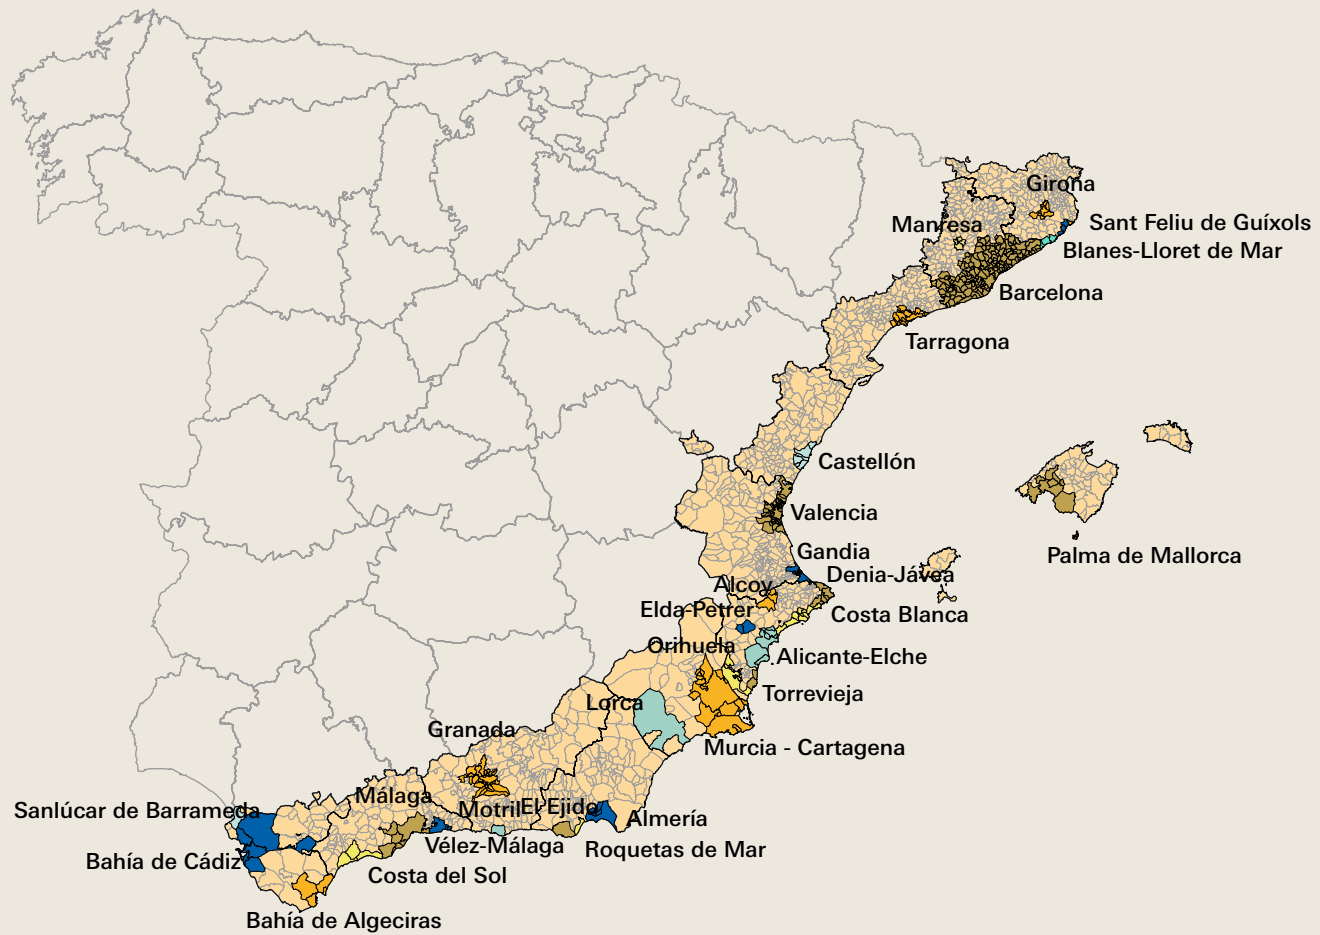 Girona
Manresa
Sant Feliu de Guíxols
Blanes-Lloret de Mar
Barcelona
Tarragona
Castellón
Valencia
Gandia
Palma de Mallorca
Denia-Jávea
Alcoy
Elda-Petrer
Costa Blanca
Orihuela
Alicante-Elche
Torrevieja
Lorca
Granada
Murcia - Cartagena
Málaga
Sanlúcar de Barrameda
Motril
El Ejido
Almería
Vélez-Málaga
Roquetas de Mar
Bahía de Cádiz
Costa del Sol
Bahía de Algeciras